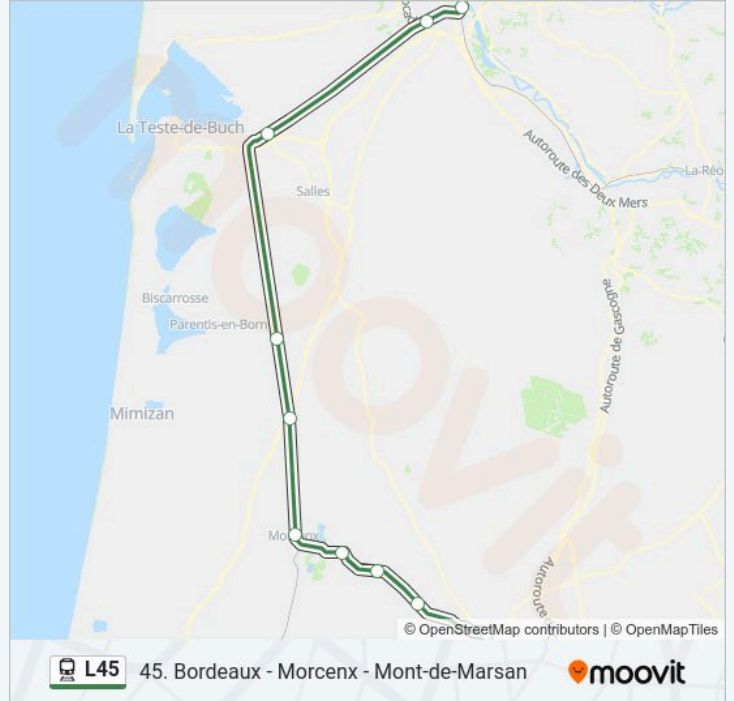 La Teste-de-Buch
Autoroute des Deux Mers
La Réo
Salles
Biscarrosse
Parentis-en-Born
Autoroute de Gascogne
Mimizan
Autoroute
moovit
© OpenStreetMap contributors | © OpenMapTiles
L45
45. Bordeaux - Morcenx - Mont-de-Marsan
moovit